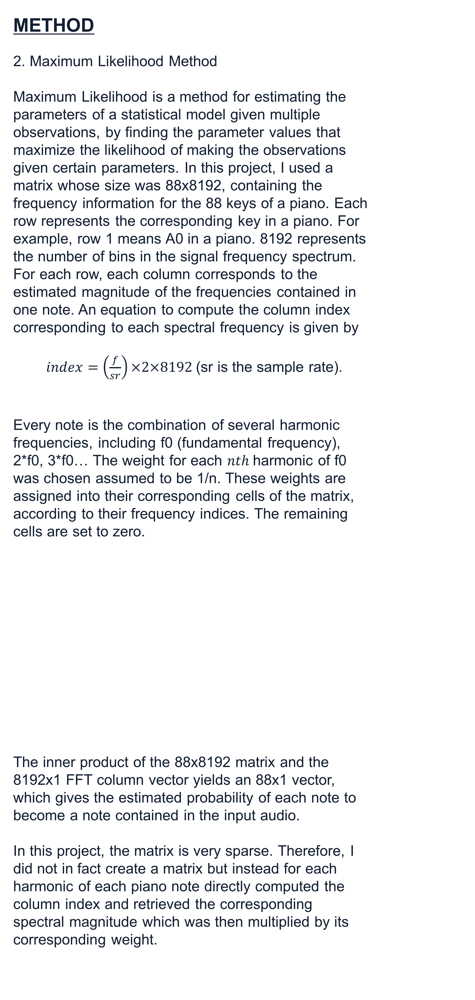 METHOD
2. Maximum Likelihood Method
Maximum Likelihood is a method for estimating the
parameters of a statistical model given multiple
observations, by finding the parameter values that
maximize the likelihood of making the observations
given certain parameters. In this project, I used a
matrix whose size was 88x8192, containing the
frequency information for the 88 keys of a piano. Each
row represents the corresponding key in a piano. For
example, row 1 means A0 in a piano. 8192 represents
the number of bins in the signal frequency spectrum.
For each row, each column corresponds to the
estimated magnitude of the frequencies contained in
one note. An equation to compute the column index
corresponding to each spectral frequency is given by
index = (f/sr) ×2×8192 (sr is the sample rate).
Every note is the combination of several harmonic
frequencies, including f0 (fundamental frequency),
2*f0, 3*f0… The weight for each nth harmonic of f0
was chosen assumed to be 1/n. These weights are
assigned into their corresponding cells of the matrix,
according to their frequency indices. The remaining
cells are set to zero.
The inner product of the 88x8192 matrix and the
8192x1 FFT column vector yields an 88x1 vector,
which gives the estimated probability of each note to
become a note contained in the input audio.
In this project, the matrix is very sparse. Therefore, I
did not in fact create a matrix but instead for each
harmonic of each piano note directly computed the
column index and retrieved the corresponding
spectral magnitude which was then multiplied by its
corresponding weight.